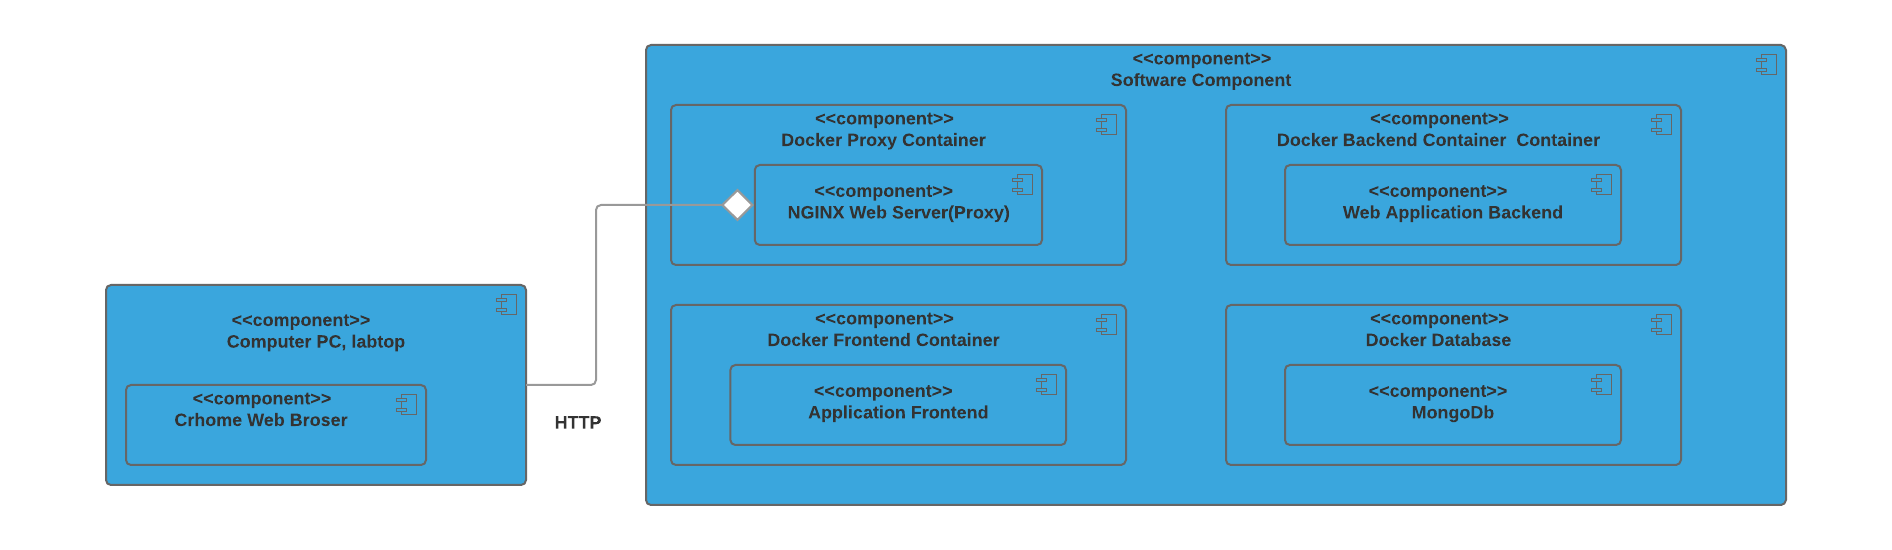 <<component>>
Software Component
<<component>>
Docker Proxy Container
<<component>>
NGINX Web Server(Proxy)
<<component>>
Docker Backend Container  Container
<<component>>
Web Application Backend
<<component>>
Computer PC, labtop
<<component>>
Crhome Web Broser
HTTP
<<component>>
Docker Frontend Container
<<component>>
Application Frontend
<<component>>
Docker Database
<<component>>
MongoDb